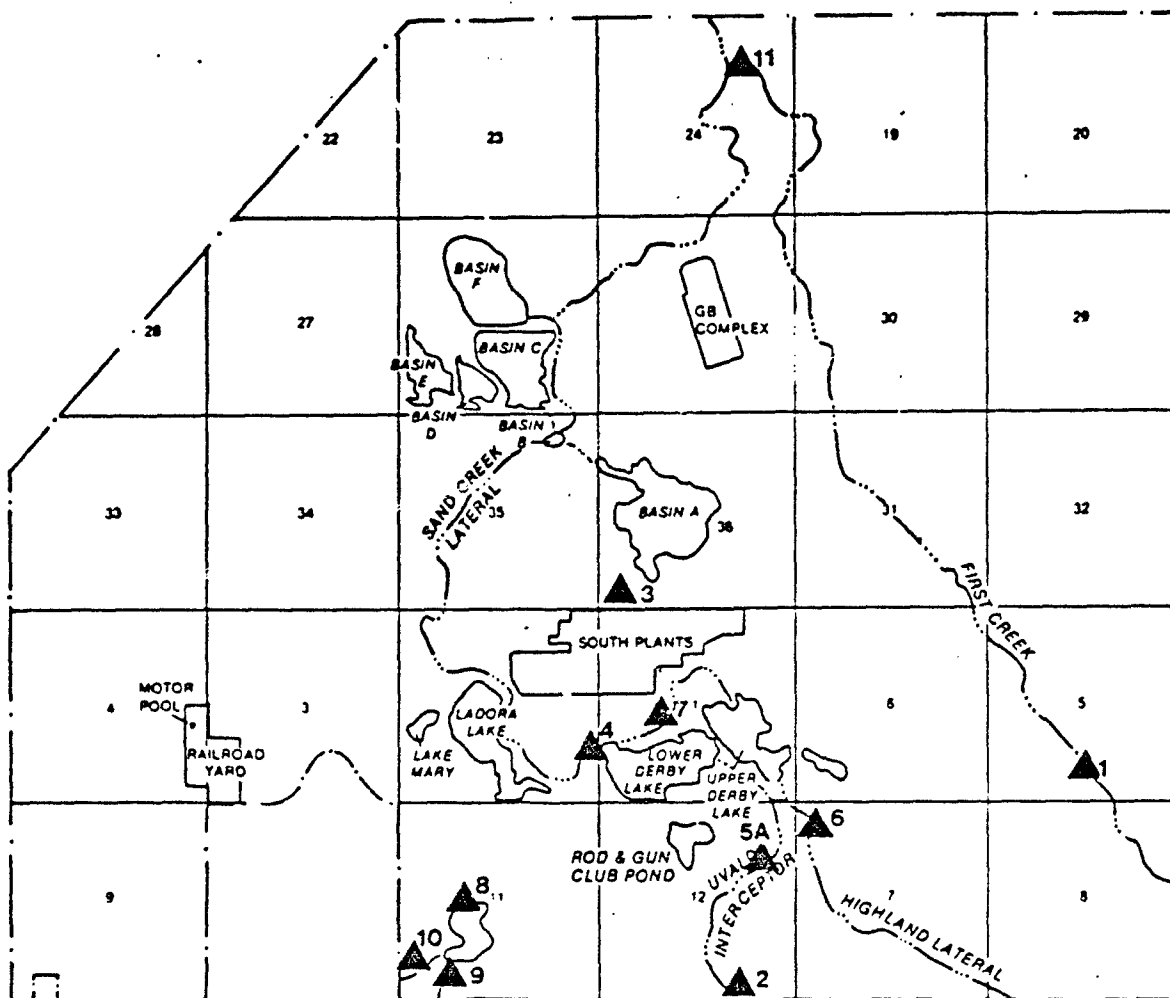 11
22
23
24
19
20
BASIN
F
28
27
GB
COMPLEX
30
29
BASIN C
BASIN
E
BASIN
D
BASIN
B
SAND CREEK
LATERAL
33
34
35
BASIN A
36
31
32
3
FIRST CREEK
SOUTH PLANTS
MOTOR
POOL
4
3
LADORA
LAKE
LAKE
MARY
RAILROAD
YARD
4
7
1
LOWER
DERBY
LAKE
UPPER
DERBY
LAKE
6
5
1
6
5A
ROD & GUN
CLUB POND
UVALDA
INTERCEPTOR
9
8
11
12
7
8
HIGHLAND LATERAL
10
9
2